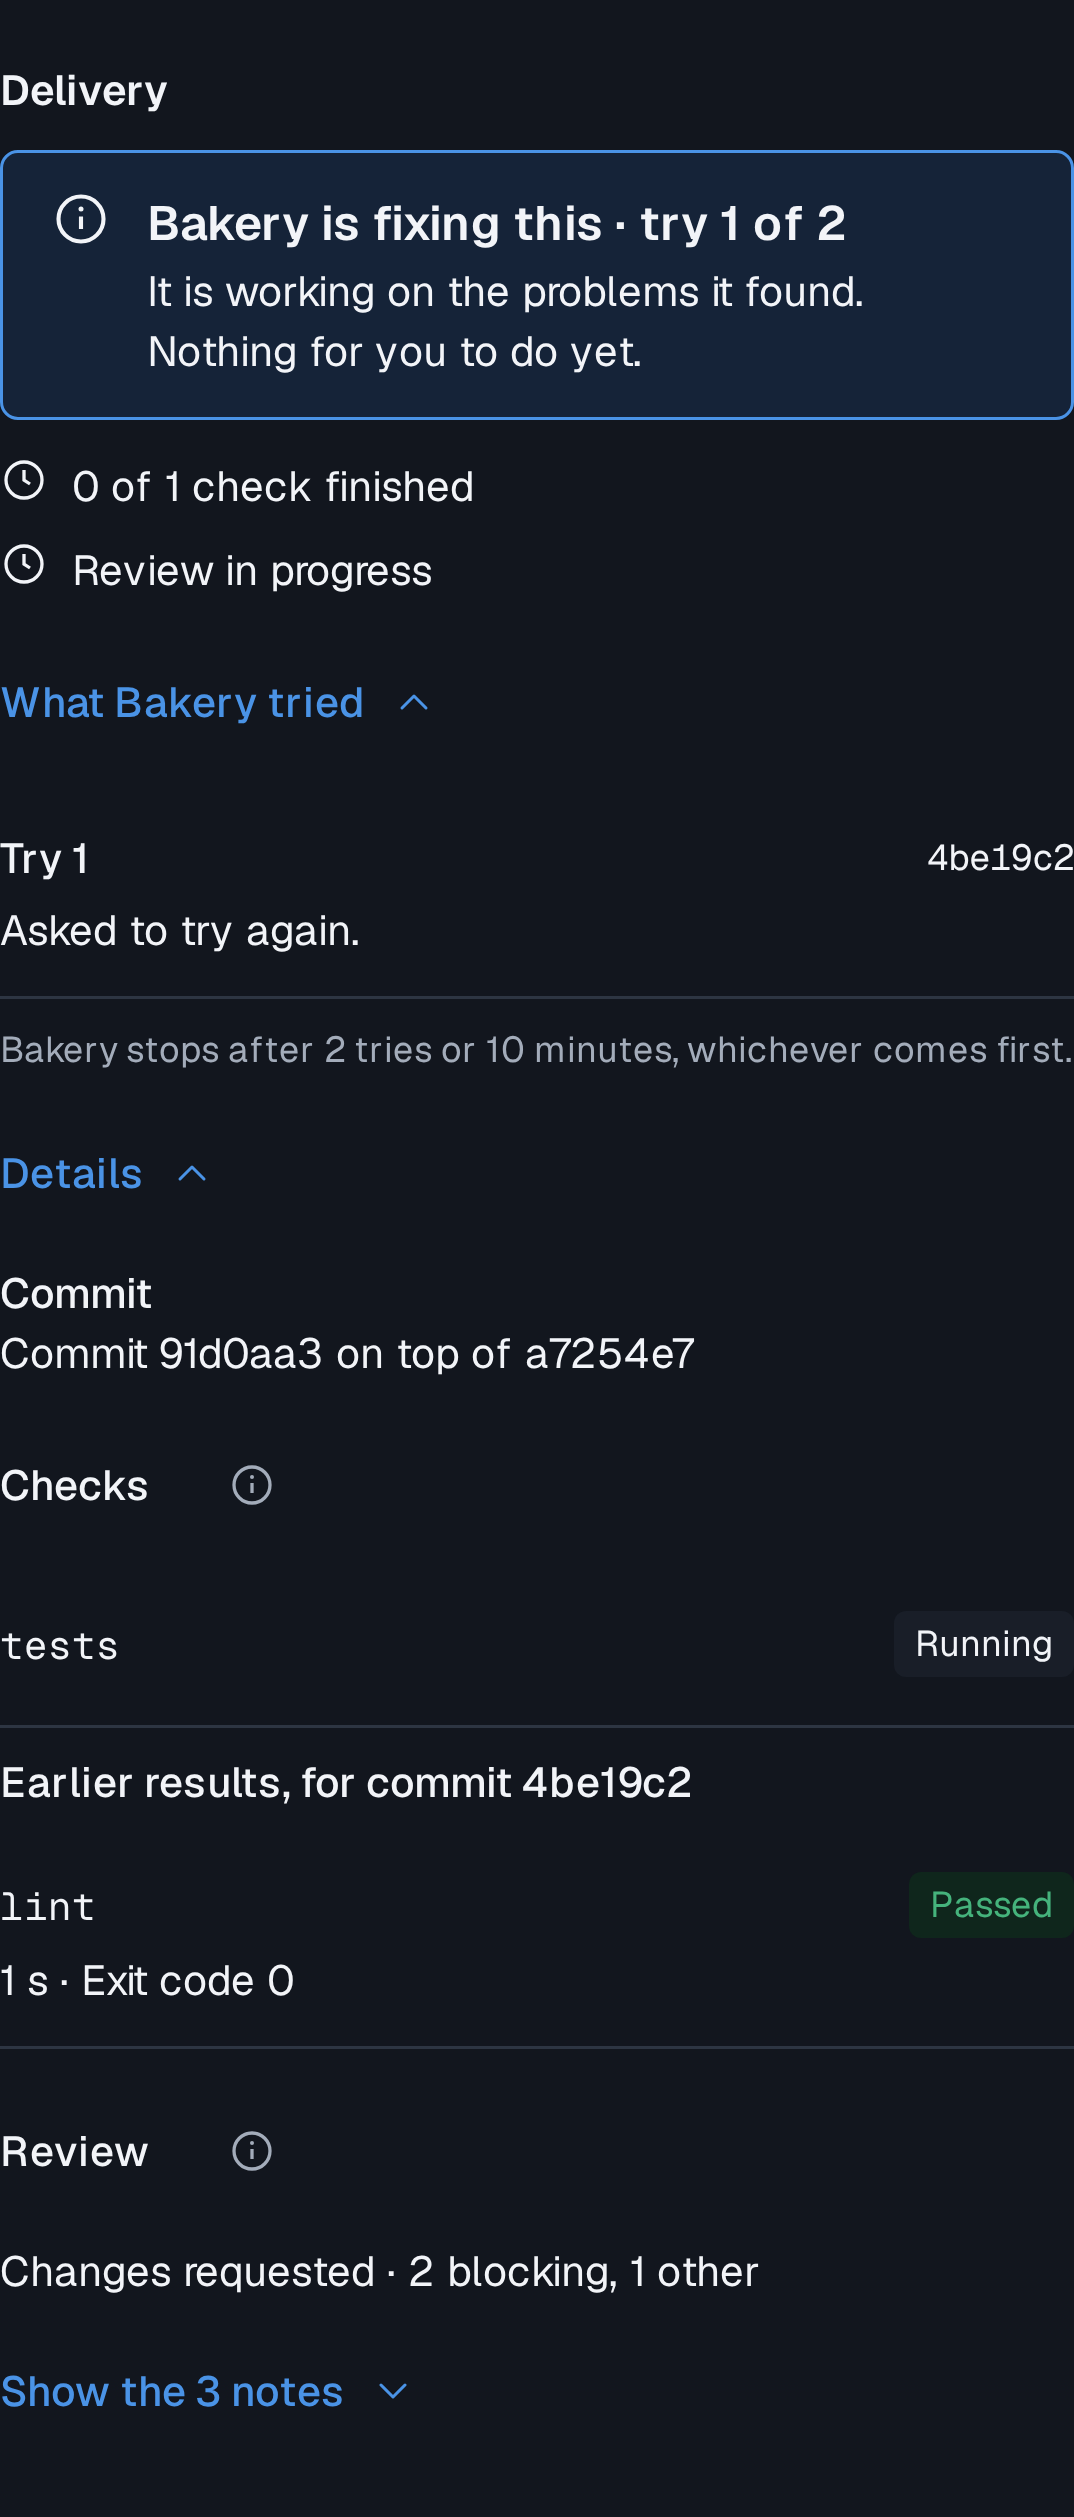 Delivery
Bakery is fixing this · try 1 of 2
It is working on the problems it found.
Nothing for you to do yet.
0 of 1 check finished
Review in progress
What Bakery tried
Try 1 4be19c2
Asked to try again.
Bakery stops after 2 tries or 10 minutes, whichever comes first.
Details
Commit
Commit 91d0aa3 on top of a7254e7
Checks
tests Running
Earlier results, for commit 4be19c2
lint Passed
1 s · Exit code 0
Review
Changes requested · 2 blocking, 1 other
Show the 3 notes